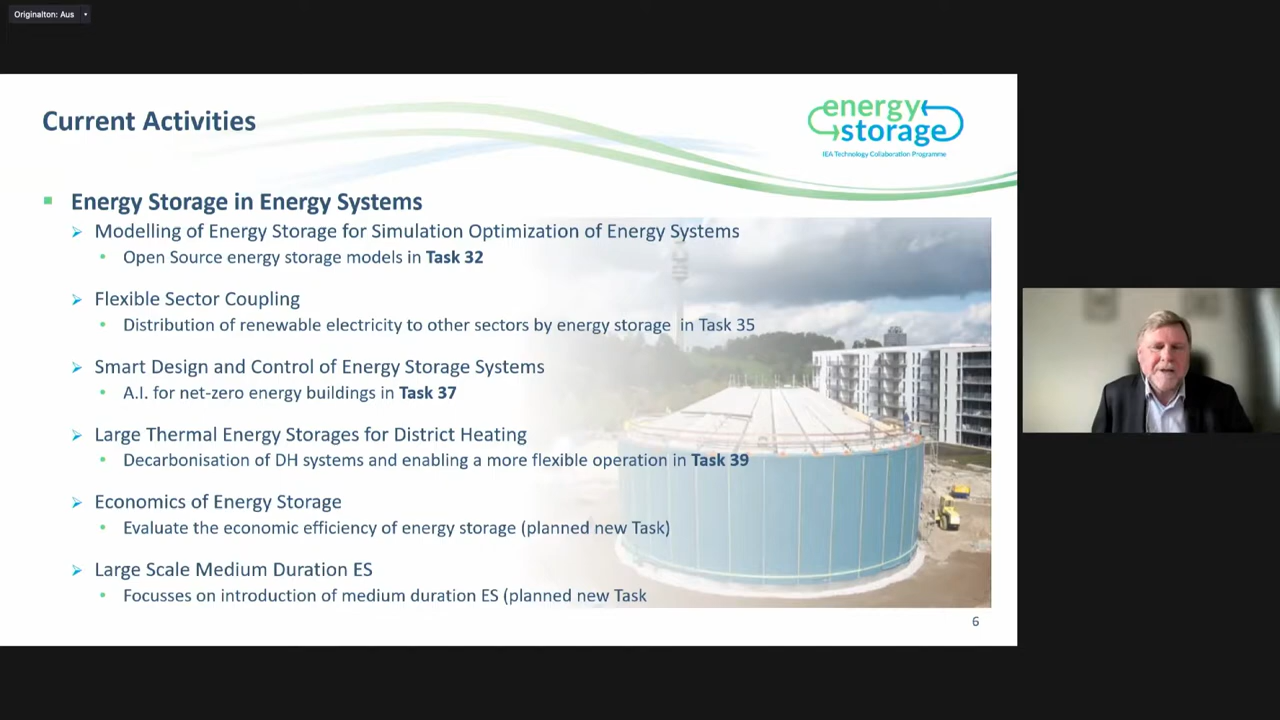 Originalton: Aus
Current Activities
energy
storage
IEA Technology Collaboration Programme
Energy Storage in Energy Systems
Modelling of Energy Storage for Simulation Optimization of Energy Systems
Open Source energy storage models in Task 32
Flexible Sector Coupling
Distribution of renewable electricity to other sectors by energy storage in Task 35
Smart Design and Control of Energy Storage Systems
A.I. for net-zero energy buildings in Task 37
Large Thermal Energy Storages for District Heating
Decarbonisation of DH systems and enabling a more flexible operation in Task 39
Economics of Energy Storage
Evaluate the economic efficiency of energy storage (planned new Task)
Large Scale Medium Duration ES
Focusses on introduction of medium duration ES (planned new Task
6